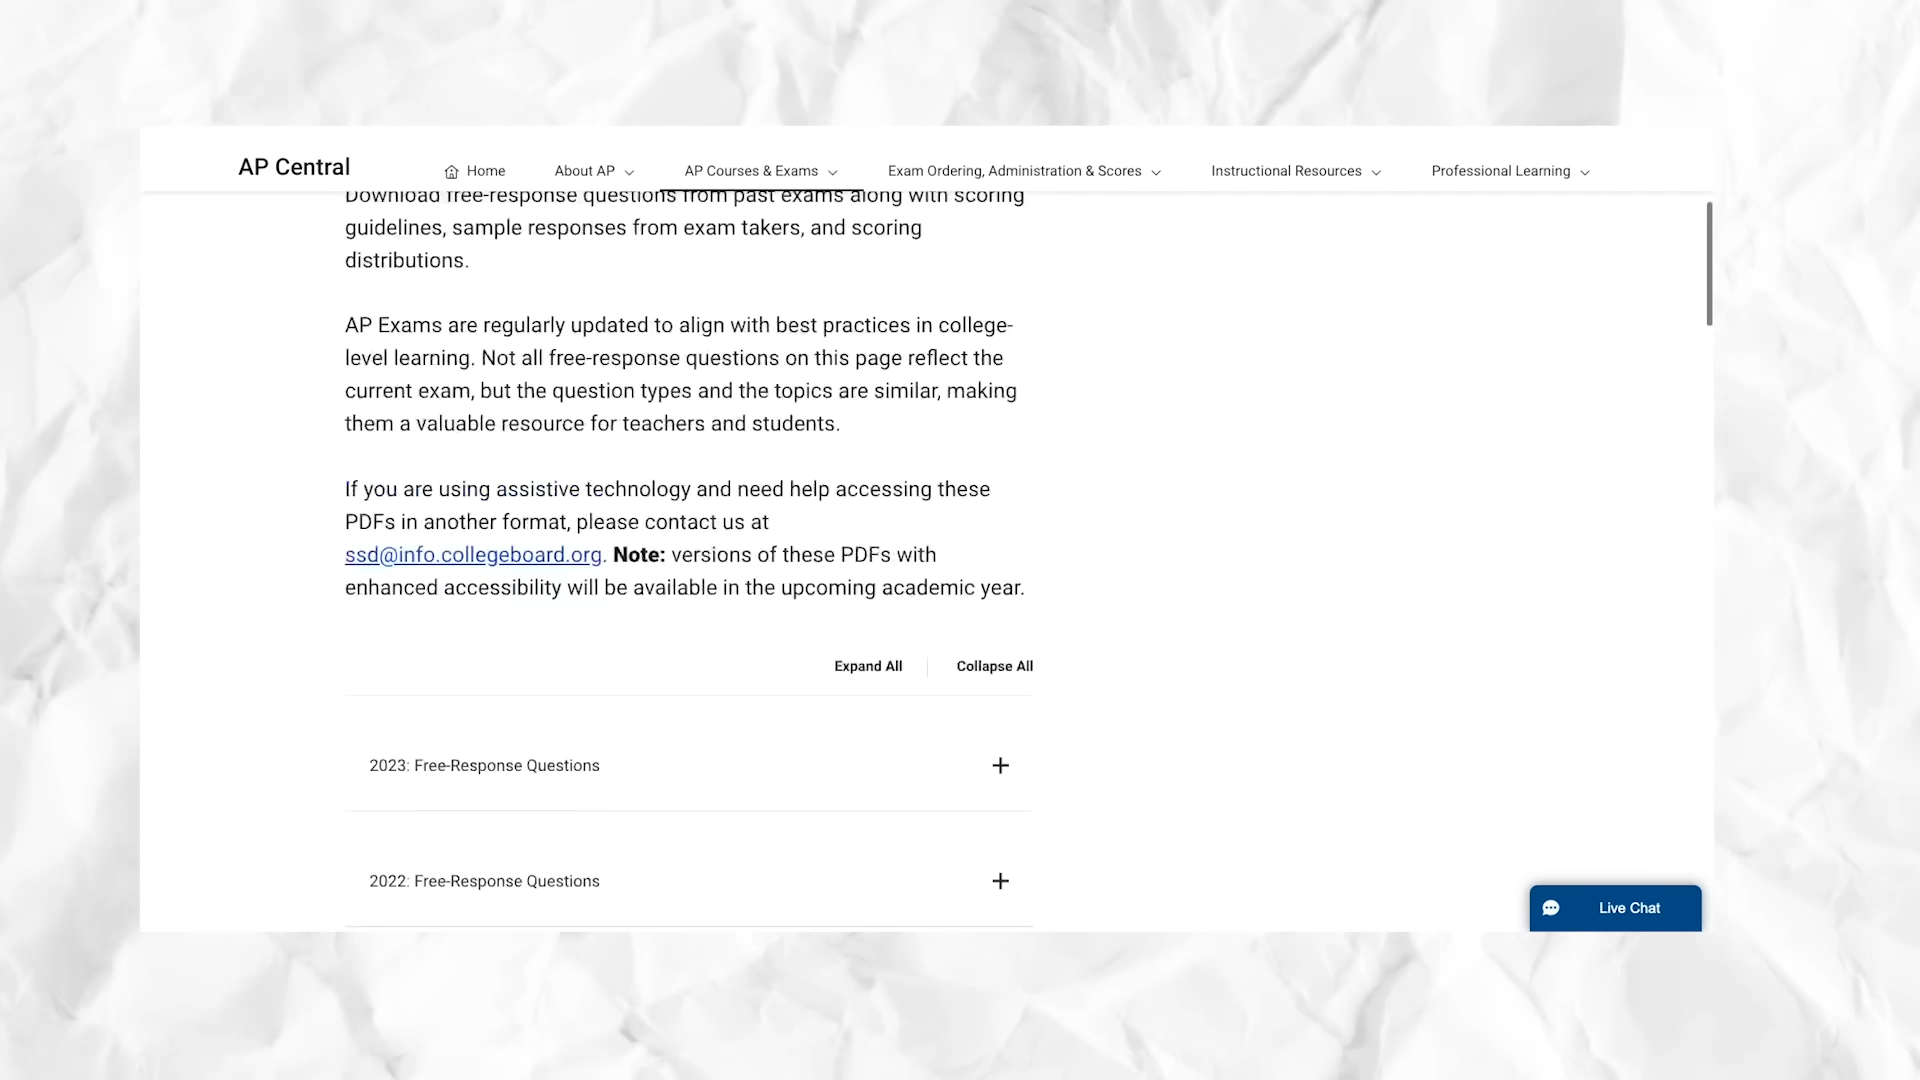 AP Central
Home
About AP
AP Courses & Exams
Exam Ordering, Administration & Scores
Instructional Resources
Professional Learning
Download free-response questions from past exams along with scoring
guidelines, sample responses from exam takers, and scoring
distributions.
AP Exams are regularly updated to align with best practices in college-
level learning. Not all free-response questions on this page reflect the
current exam, but the question types and the topics are similar, making
them a valuable resource for teachers and students.
If you are using assistive technology and need help accessing these
PDFs in another format, please contact us at
ssd@info.collegeboard.org. Note: versions of these PDFs with
enhanced accessibility will be available in the upcoming academic year.
Expand All
Collapse All
2023: Free-Response Questions
2022: Free-Response Questions
Live Chat